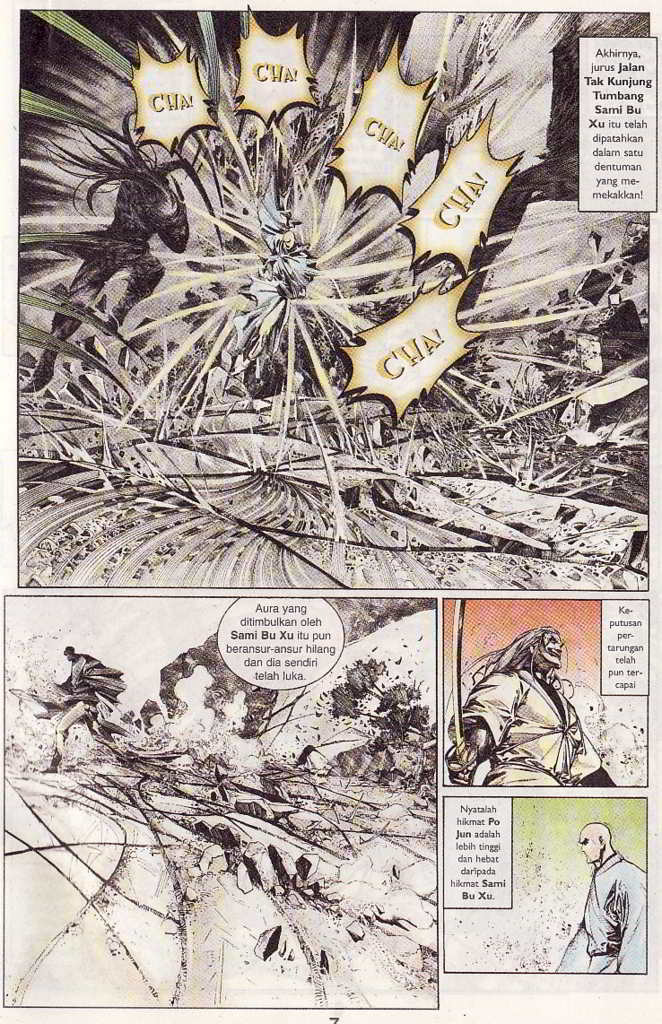 CHA!
CHA!
CHA!
CHA!
CHA!
Akhirnya,
jurus Jalan
Tak Kunjung
Tumbang
Sami Bu
Xu itu telah
dipatahkan
dalam satu
dentuman
yang me-
mekakkan!
Aura yang
ditimbulkan oleh
Sami Bu Xu itu pun
beransur-ansur hilang
dan dia sendiri
telah luka.
Ke-
putusan
per-
tarungan
telah
pun ter-
capai
Nyatalah
hikmat Po
Jun adalah
lebih tinggi
dan hebat
daripada
hikmat Sami
Bu Xu.
7